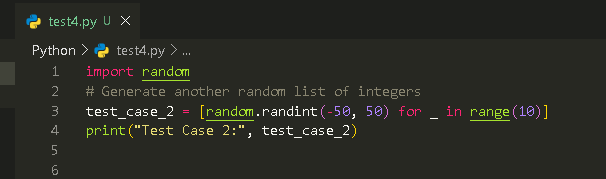 test4.py U ×
Python > test4.py > ...
1 import random
2 # Generate another random list of integers
3 test_case_2 = [random.randint(-50, 50) for _ in range(10)]
4 print("Test Case 2:", test_case_2)
5
6